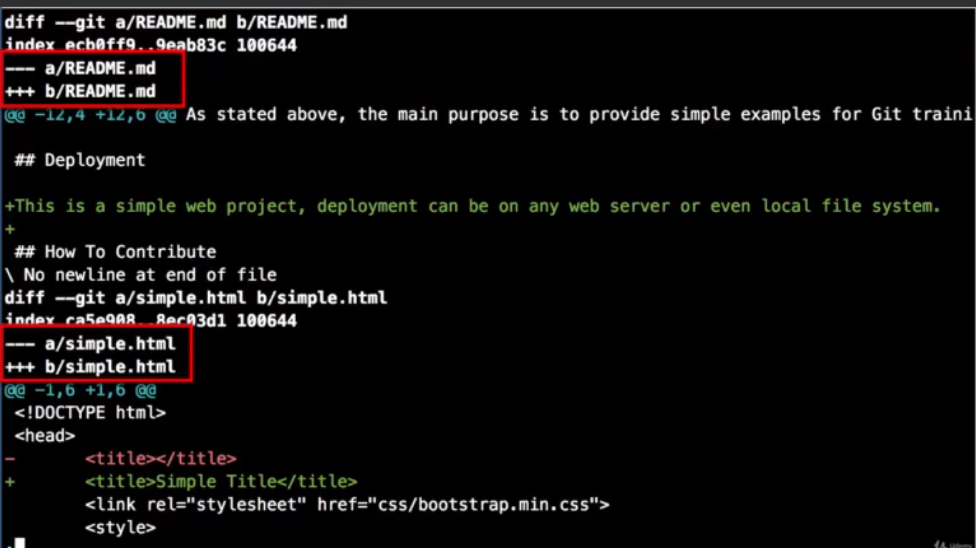 diff --git a/README.md b/README.md
index ecb0ff9..9eab83c 100644
--- a/README.md
+++ b/README.md
@@ -12,4 +12,6 @@ As stated above, the main purpose is to provide simple examples for Git traini
 ## Deployment
+This is a simple web project, deployment can be on any web server or even local file system.
+
 ## How To Contribute
\ No newline at end of file
diff --git a/simple.html b/simple.html
index ca5e908..8ec03d1 100644
--- a/simple.html
+++ b/simple.html
@@ -1,6 +1,6 @@
 <!DOCTYPE html>
 <head>
-       <title></title>
+       <title>Simple Title</title>
        <link rel="stylesheet" href="css/bootstrap.min.css">
        <style>
:
Udemy